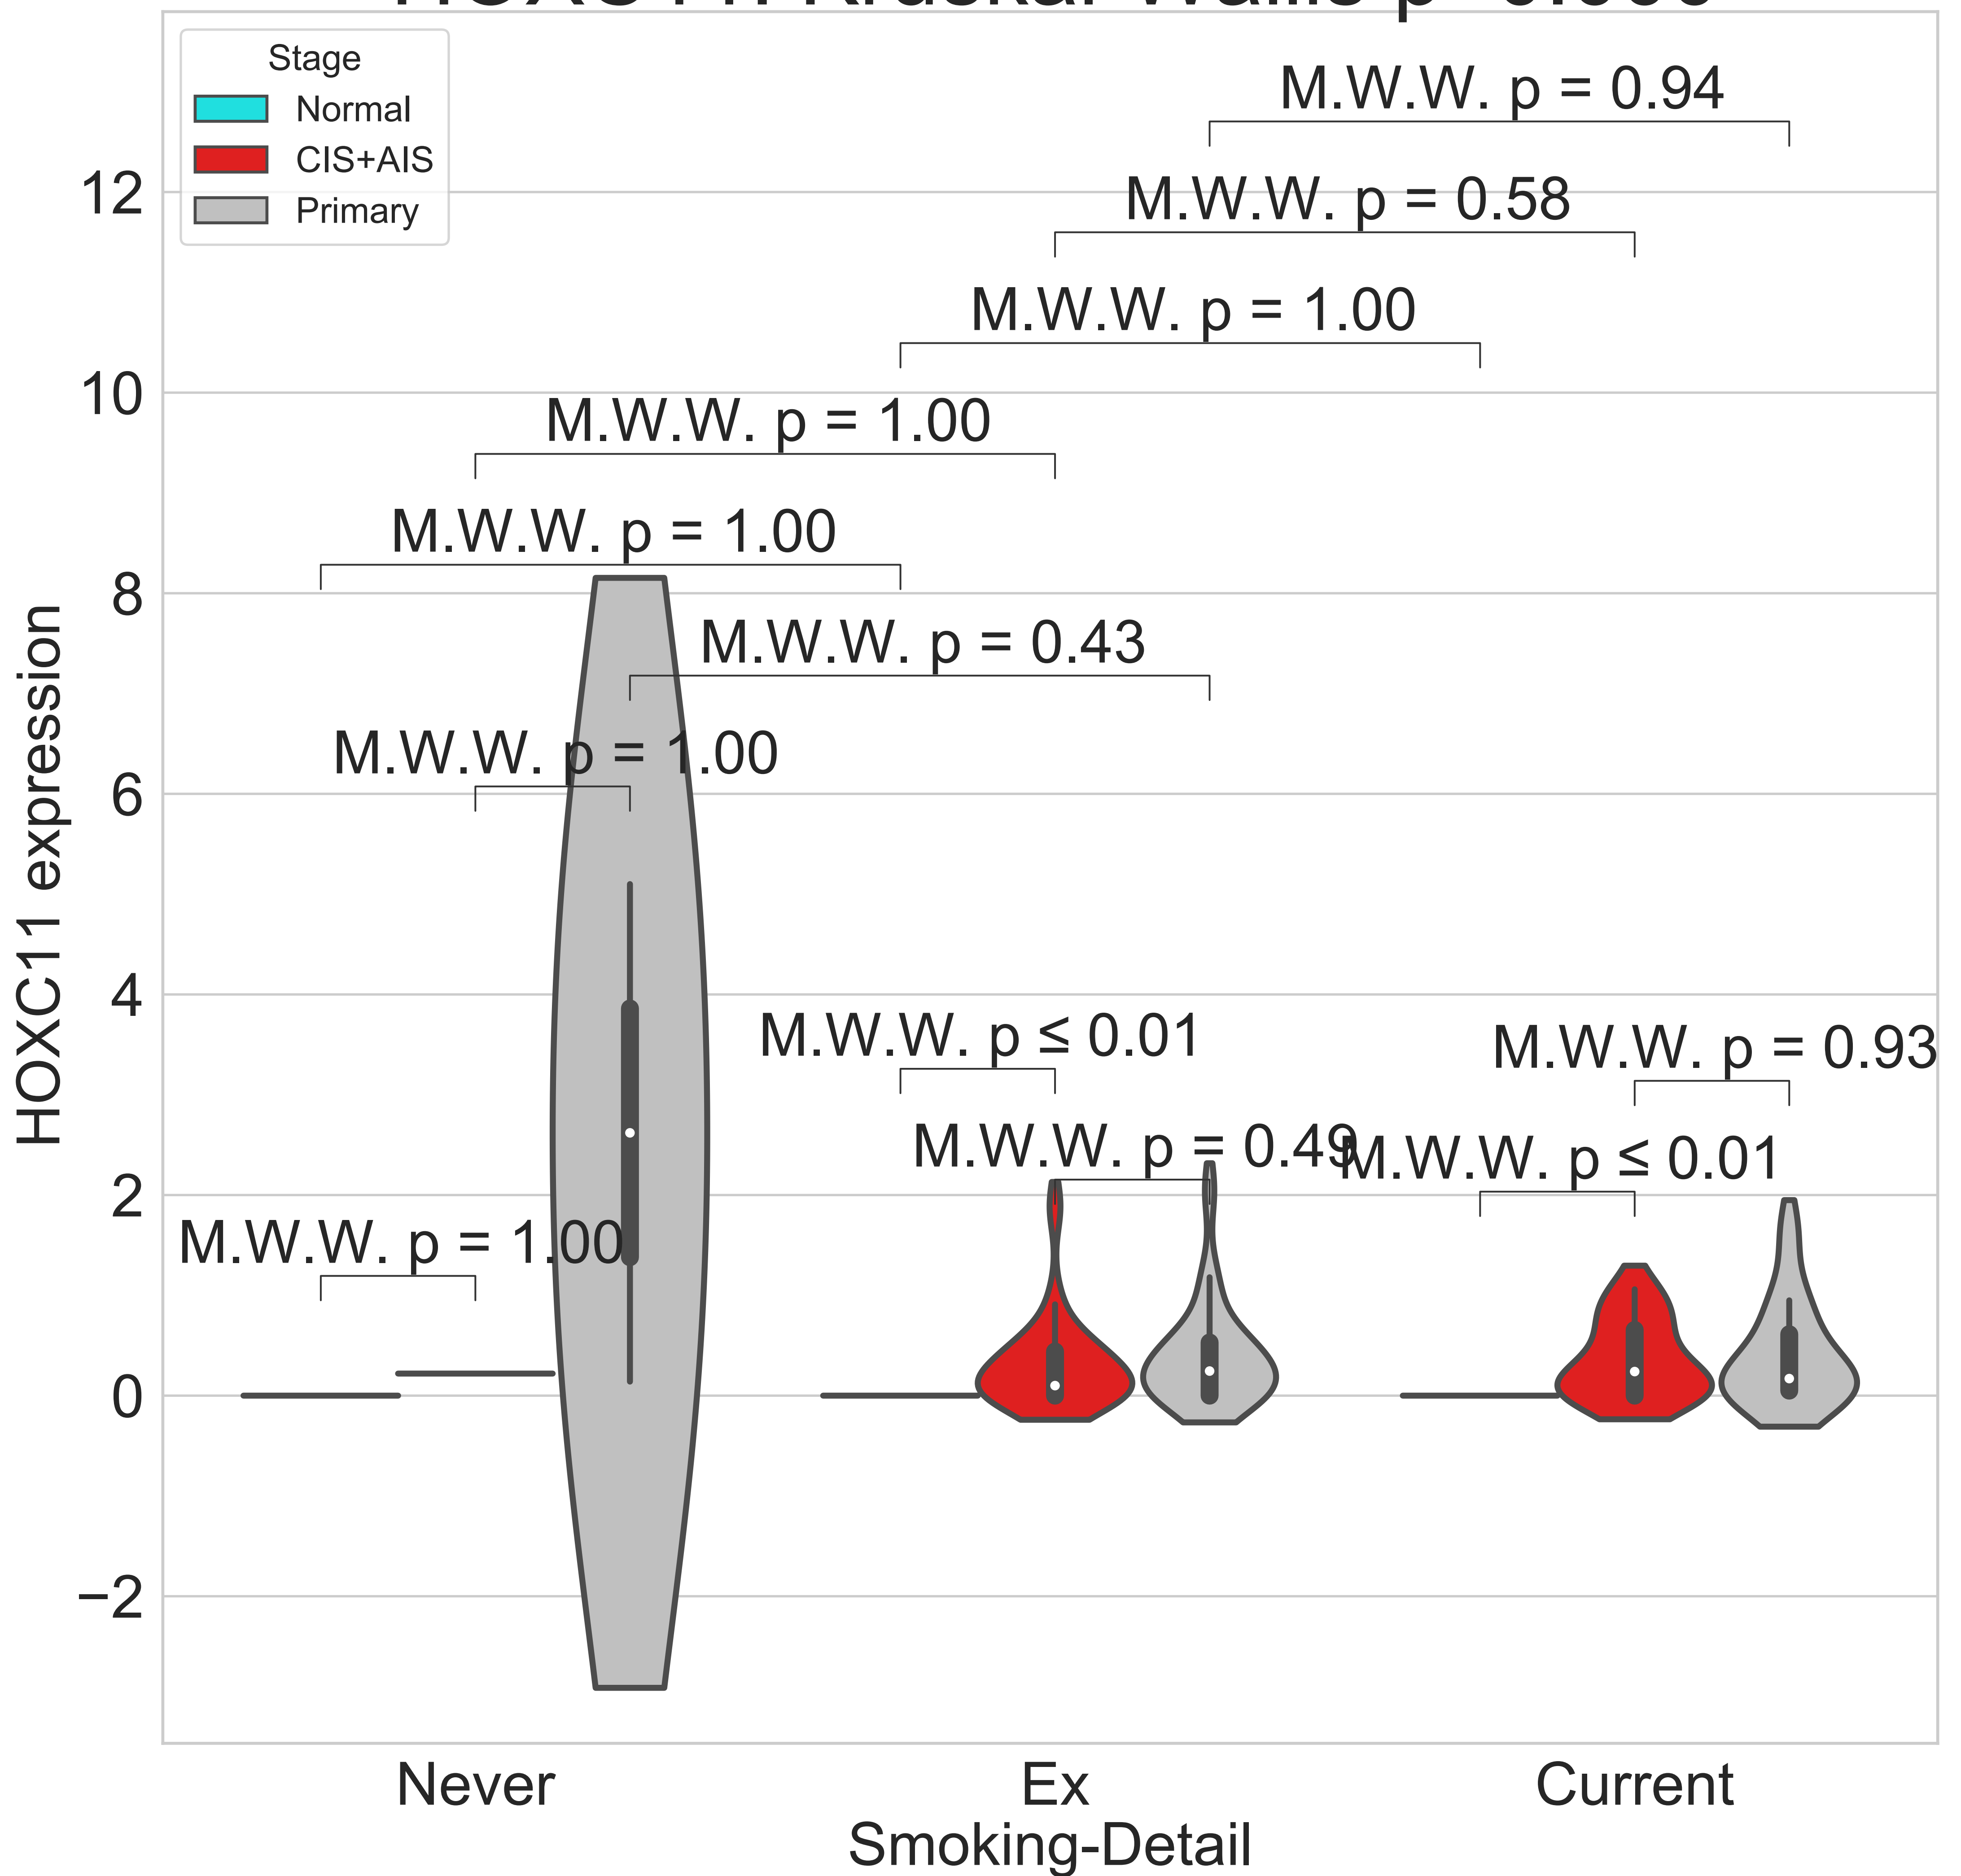 Stage
Normal
CIS+AIS
Primary
M.W.W. p = 0.94
M.W.W. p = 0.58
M.W.W. p = 1.00
M.W.W. p = 1.00
M.W.W. p = 1.00
M.W.W. p = 0.43
M.W.W. p = 1.00
M.W.W. p ≤ 0.01
M.W.W. p = 0.93
M.W.W. p = 0.49
M.W.W. p ≤ 0.01
M.W.W. p = 1.00
12
10
8
6
4
2
0
−2
HOXC11 expression
Never
Ex
Current
Smoking-Detail